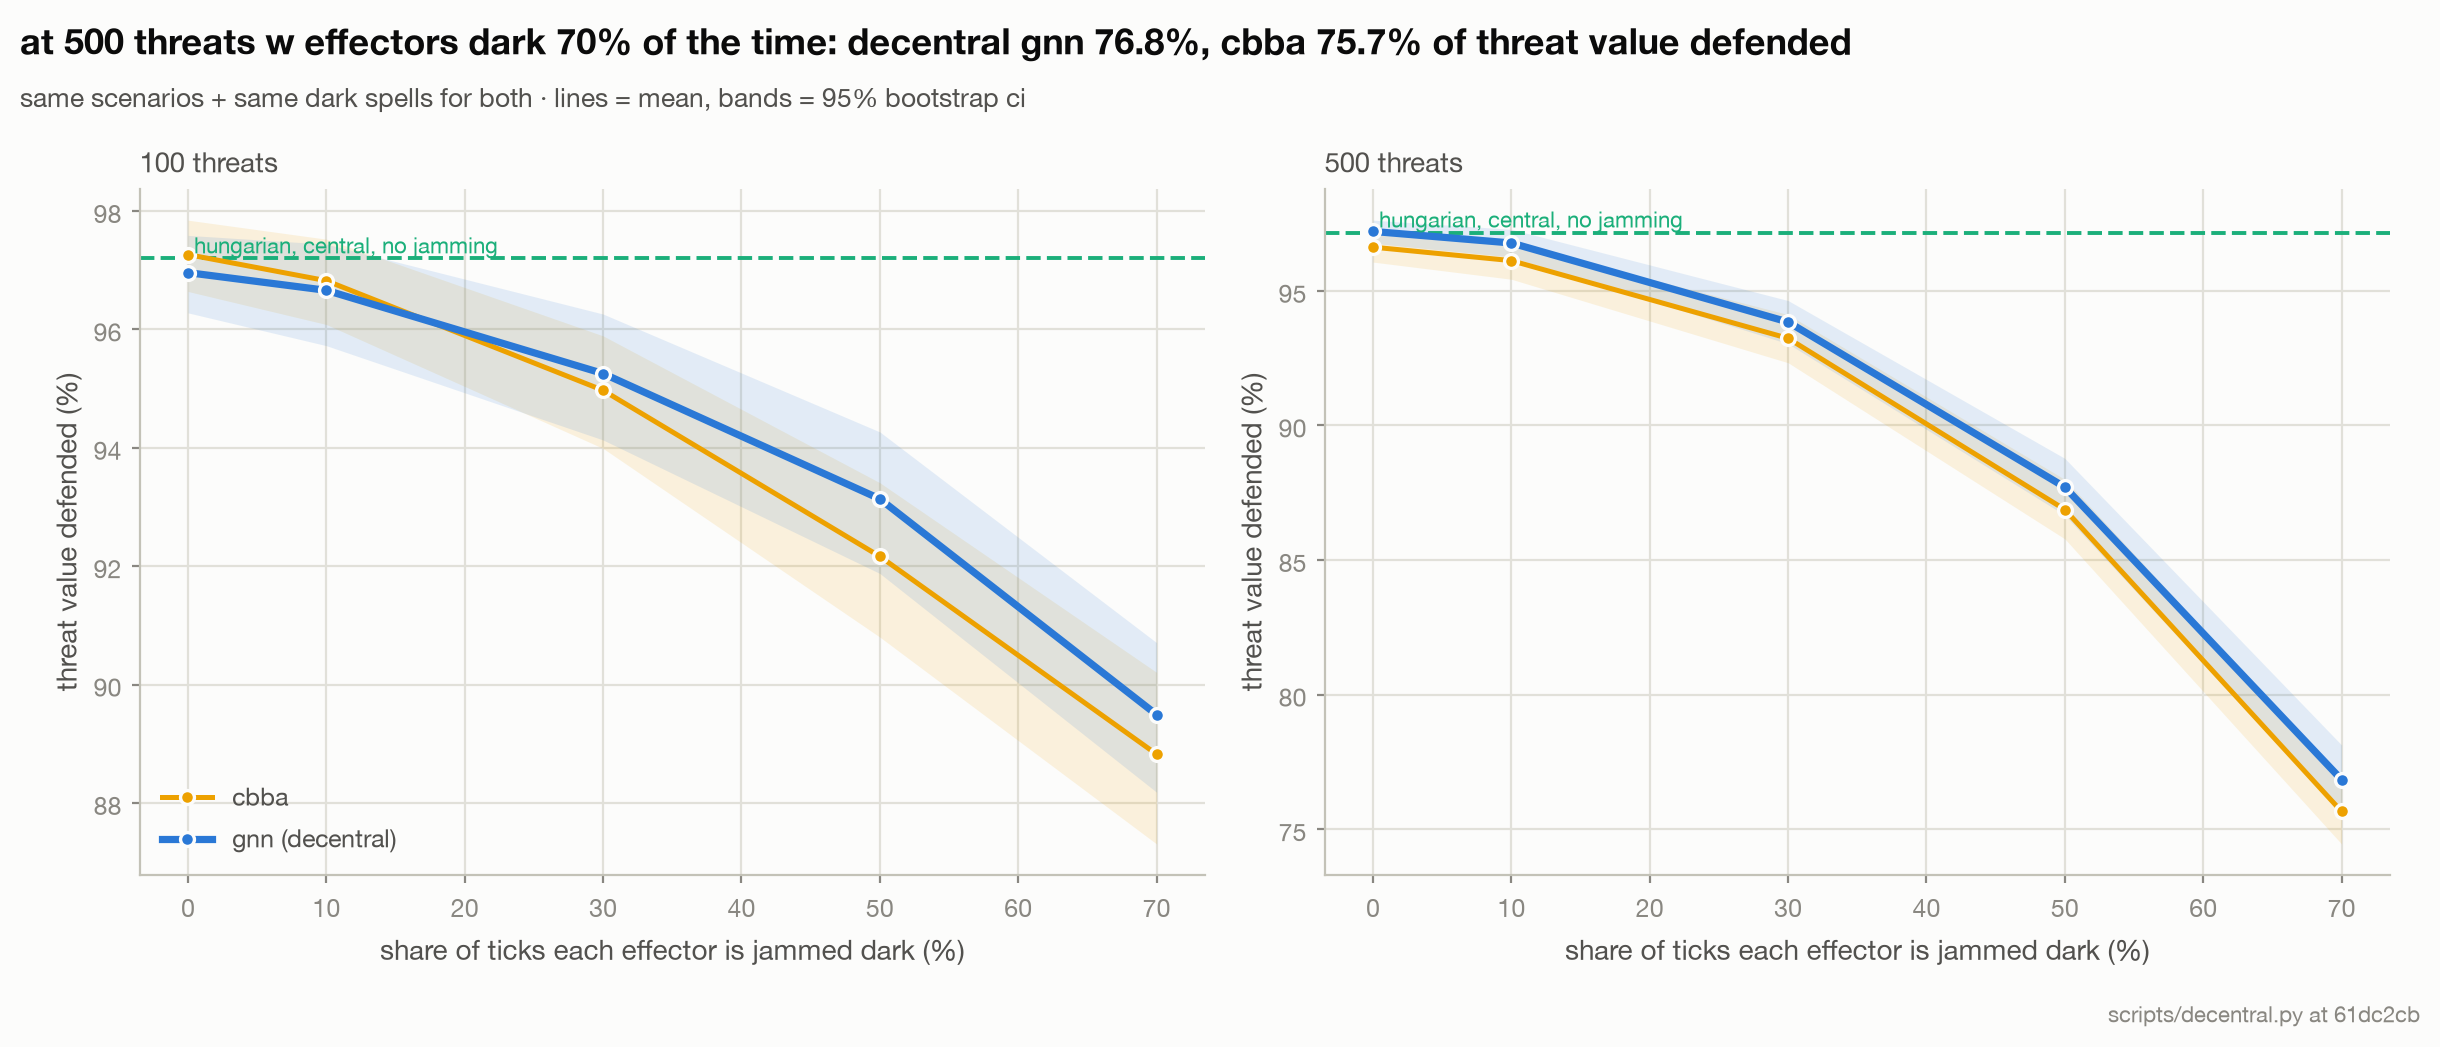 at 500 threats w effectors dark 70% of the time: decentral gnn 76.8%, cbba 75.7% of threat value defended
same scenarios + same dark spells for both · lines = mean, bands = 95% bootstrap ci
100 threats
98
96
94
92
90
88
threat value defended (%)
hungarian, central, no jamming
cbba
gnn (decentral)
0 10 20 30 40 50 60 70
share of ticks each effector is jammed dark (%)
500 threats
95
90
85
80
75
threat value defended (%)
hungarian, central, no jamming
0 10 20 30 40 50 60 70
share of ticks each effector is jammed dark (%)
scripts/decentral.py at 61dc2cb